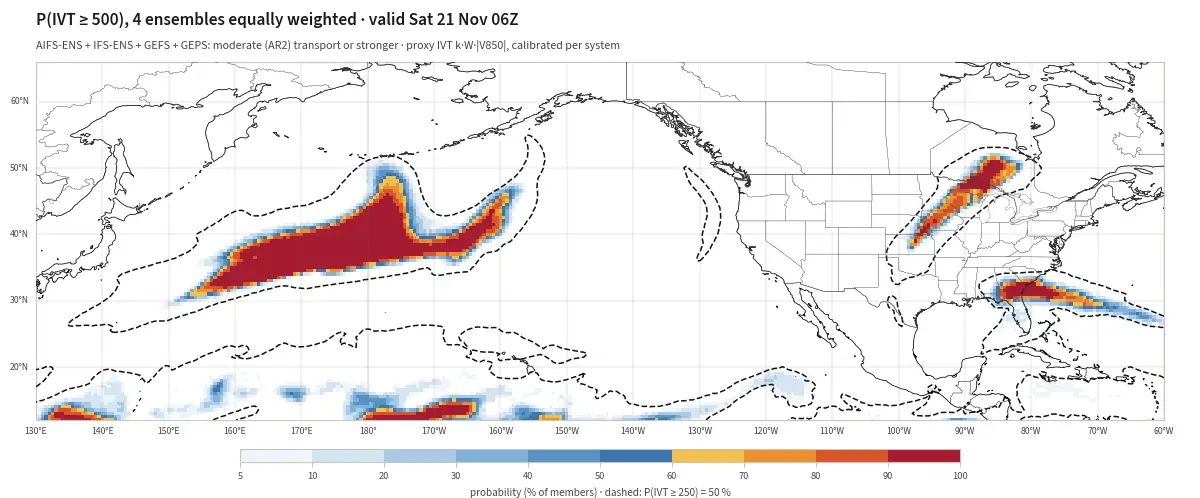 P(IVT ≥ 500), 4 ensembles equally weighted · valid Sat 21 Nov 06Z
AIFS-ENS + IFS-ENS + GEFS + GEPS: moderate (AR2) transport or stronger · proxy IVT k·W·|V850|, calibrated per system
60°N
50°N
40°N
30°N
20°N
130°E 140°E 150°E 160°E 170°E 180° 170°W 160°W 150°W 140°W 130°W 120°W 110°W 100°W 90°W 80°W 70°W 60°W
5 10 20 30 40 50 60 70 80 90 100
probability (% of members) · dashed: P(IVT ≥ 250) = 50 %